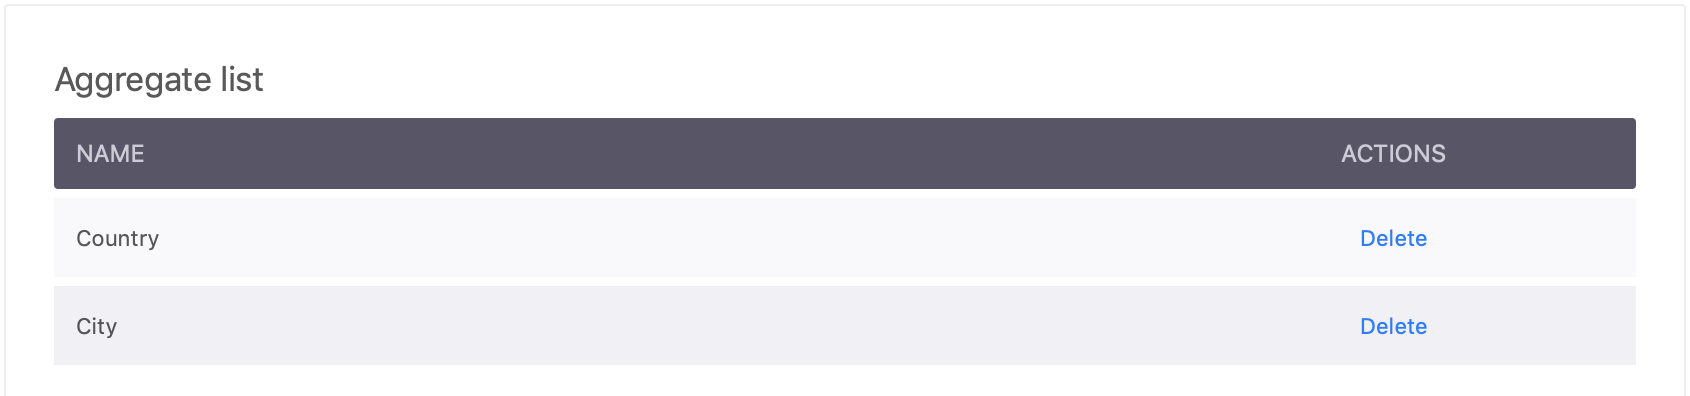 Aggregate list
NAME ACTIONS
Country Delete
City Delete